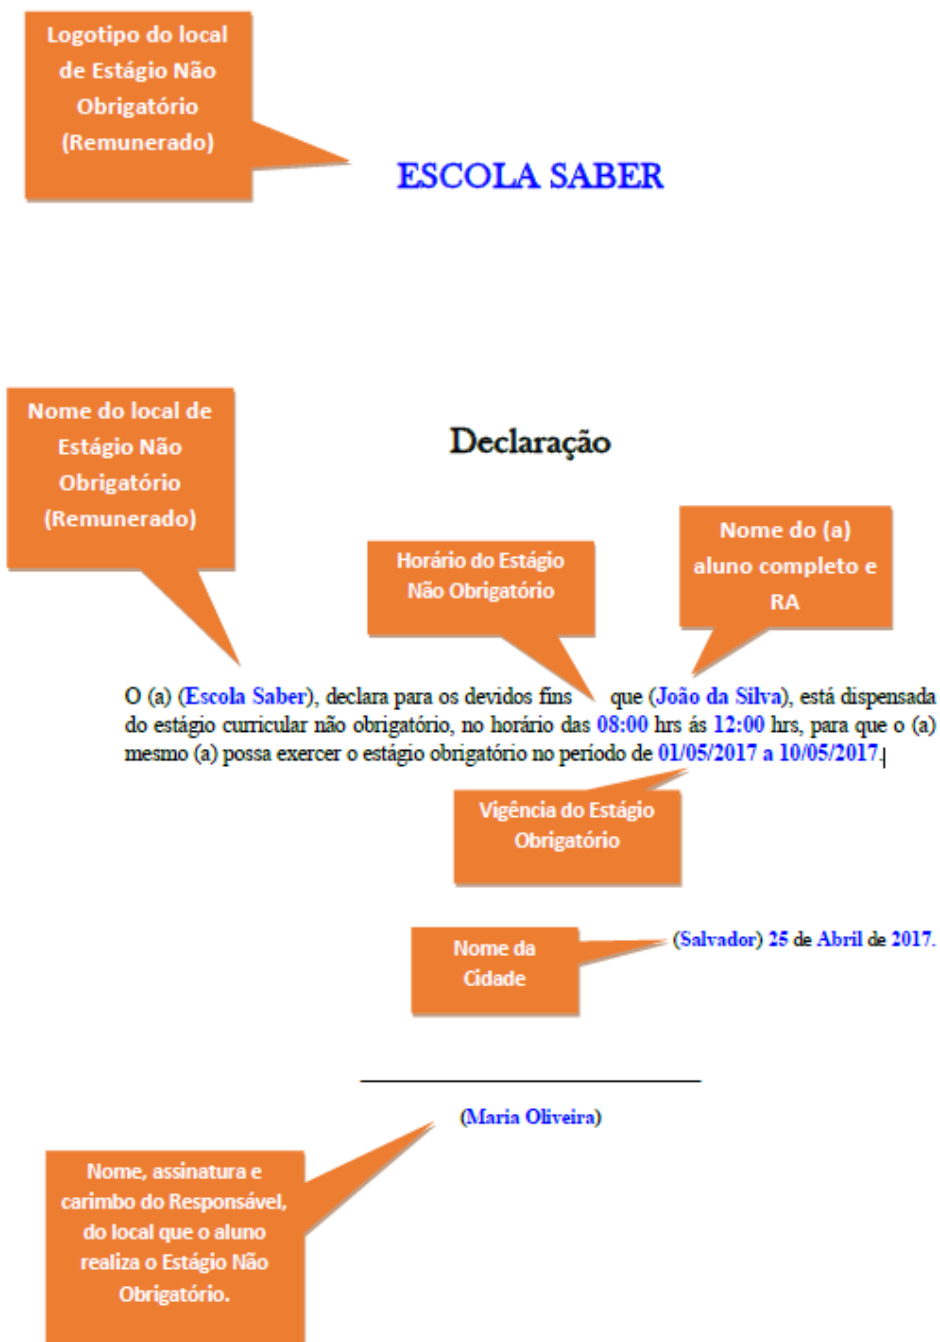 Logotipo do local
de Estágio Não
Obrigatório
(Remunerado)
ESCOLA SABER
Nome do local de
Estágio Não
Obrigatório
(Remunerado)
Declaração
Horário do Estágio
Não Obrigatório
Nome do (a)
aluno completo e
RA
O (a) (Escola Saber), declara para os devidos fins que (João da Silva), está dispensada
do estágio curricular não obrigatório, no horário das 08:00 hrs ás 12:00 hrs, para que o (a)
mesmo (a) possa exercer o estágio obrigatório no período de 01/05/2017 a 10/05/2017.
Vigência do Estágio
Obrigatório
Nome da
Cidade
(Salvador) 25 de Abril de 2017.
(Maria Oliveira)
Nome, assinatura e
carimbo do Responsável,
do local que o aluno
realiza o Estágio Não
Obrigatório.